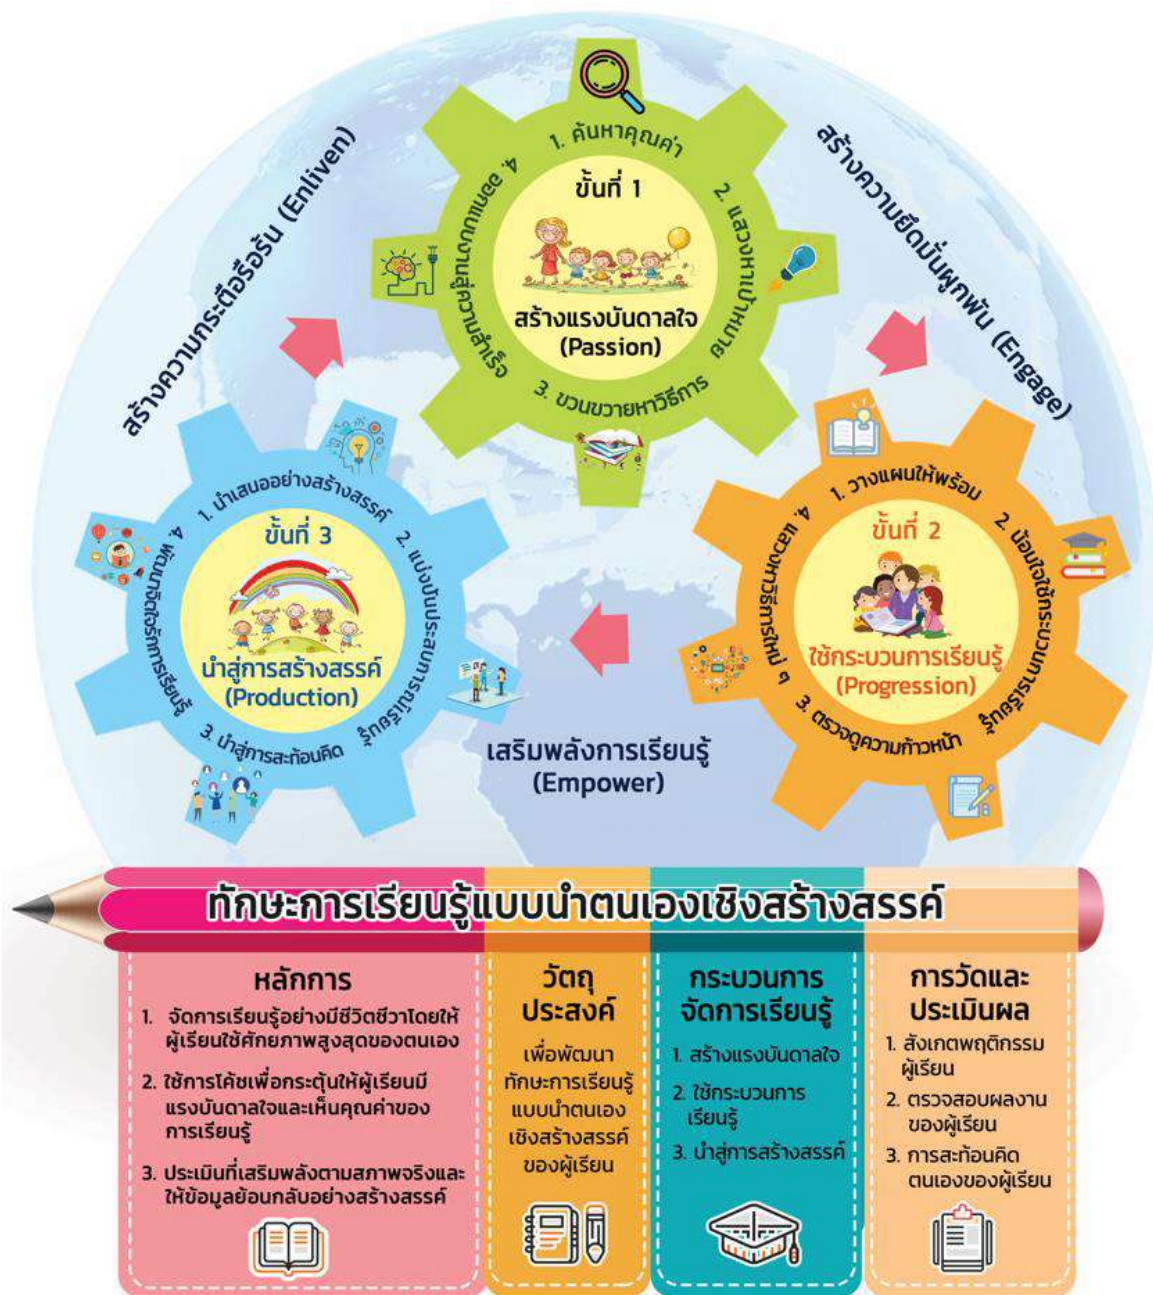 สร้างความกระตือรือร้น (Enliven)
สร้างความยึดมั่นผูกพัน (Engage)
ขั้นที่ 1
สร้างแรงบันดาลใจ
(Passion)
1. ค้นหาคุณค่า
2. แสวงหาเป้าหมาย
3. ขวนขวายหาวิธีการ
4. ออกแบบงานสู่ความสำเร็จ
ขั้นที่ 2
ใช้กระบวนการเรียนรู้
(Progression)
1. วางแผนให้พร้อม
2. น้อมใจใช้กระบวนการเรียนรู้
3. ตรวจดูความก้าวหน้า
4. แสวงหาวิธีการใหม่ ๆ
เสริมพลังการเรียนรู้
(Empower)
ขั้นที่ 3
นำสู่การสร้างสรรค์
(Production)
1. นำเสนออย่างสร้างสรรค์
2. แบ่งปันประสบการณ์เรียนรู้
3. นำสู่การสะท้อนคิด
4. พัฒนาจิตใจรักการเรียนรู้
ทักษะการเรียนรู้แบบนำตนเองเชิงสร้างสรรค์
หลักการ
1. จัดการเรียนรู้อย่างมีชีวิตชีวาโดยให้
ผู้เรียนใช้ศักยภาพสูงสุดของตนเอง
2. ใช้การโค้ชเพื่อกระตุ้นให้ผู้เรียนมี
แรงบันดาลใจและเห็นคุณค่าของ
การเรียนรู้
3. ประเมินที่เสริมพลังตามสภาพจริงและ
ให้ข้อมูลย้อนกลับอย่างสร้างสรรค์
วัตถุ
ประสงค์
เพื่อพัฒนา
ทักษะการเรียนรู้
แบบนำตนเอง
เชิงสร้างสรรค์
ของผู้เรียน
กระบวนการ
จัดการเรียนรู้
1. สร้างแรงบันดาลใจ
2. ใช้กระบวนการ
เรียนรู้
3. นำสู่การสร้างสรรค์
การวัดและ
ประเมินผล
1. สังเกตพฤติกรรม
ผู้เรียน
2. ตรวจสอบผลงาน
ของผู้เรียน
3. การสะท้อนคิด
ตนเองของผู้เรียน